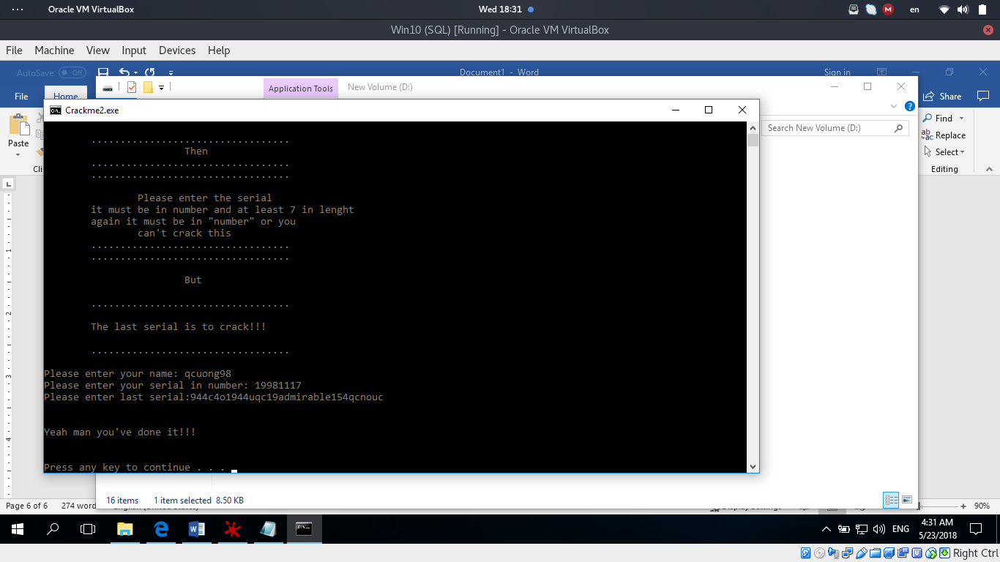 Oracle VM VirtualBox
Wed 18:31
en
Win10 (SQL) [Running] - Oracle VM VirtualBox
File Machine View Input Devices Help
AutoSave Off Document1 - Word Sign in
File Home Application Tools New Volume (D:) Share
Crackme2.exe
Search New Volume (D:)
Find
Replace
Select
Editing
Paste
..................................
Then
..................................
..................................
Please enter the serial
it must be in number and at least 7 in lenght
again it must be in "number" or you
can't crack this
..................................
..................................
But
..................................
The last serial is to crack!!!
..................................
Please enter your name: qcuong98
Please enter your serial in number: 19981117
Please enter last serial:944c4o1944uqc19admirable154qcnouc
Yeah man you've done it!!!
Press any key to continue . . .
16 items 1 item selected 8.50 KB
Page 6 of 6 274 word 90%
ENG
4:31 AM
5/23/2018
Right Ctrl